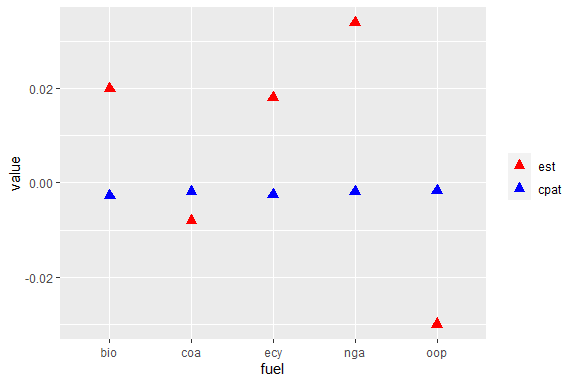 value
0.02
0.00
-0.02
bio coa ecy nga oop
fuel
est
cpat